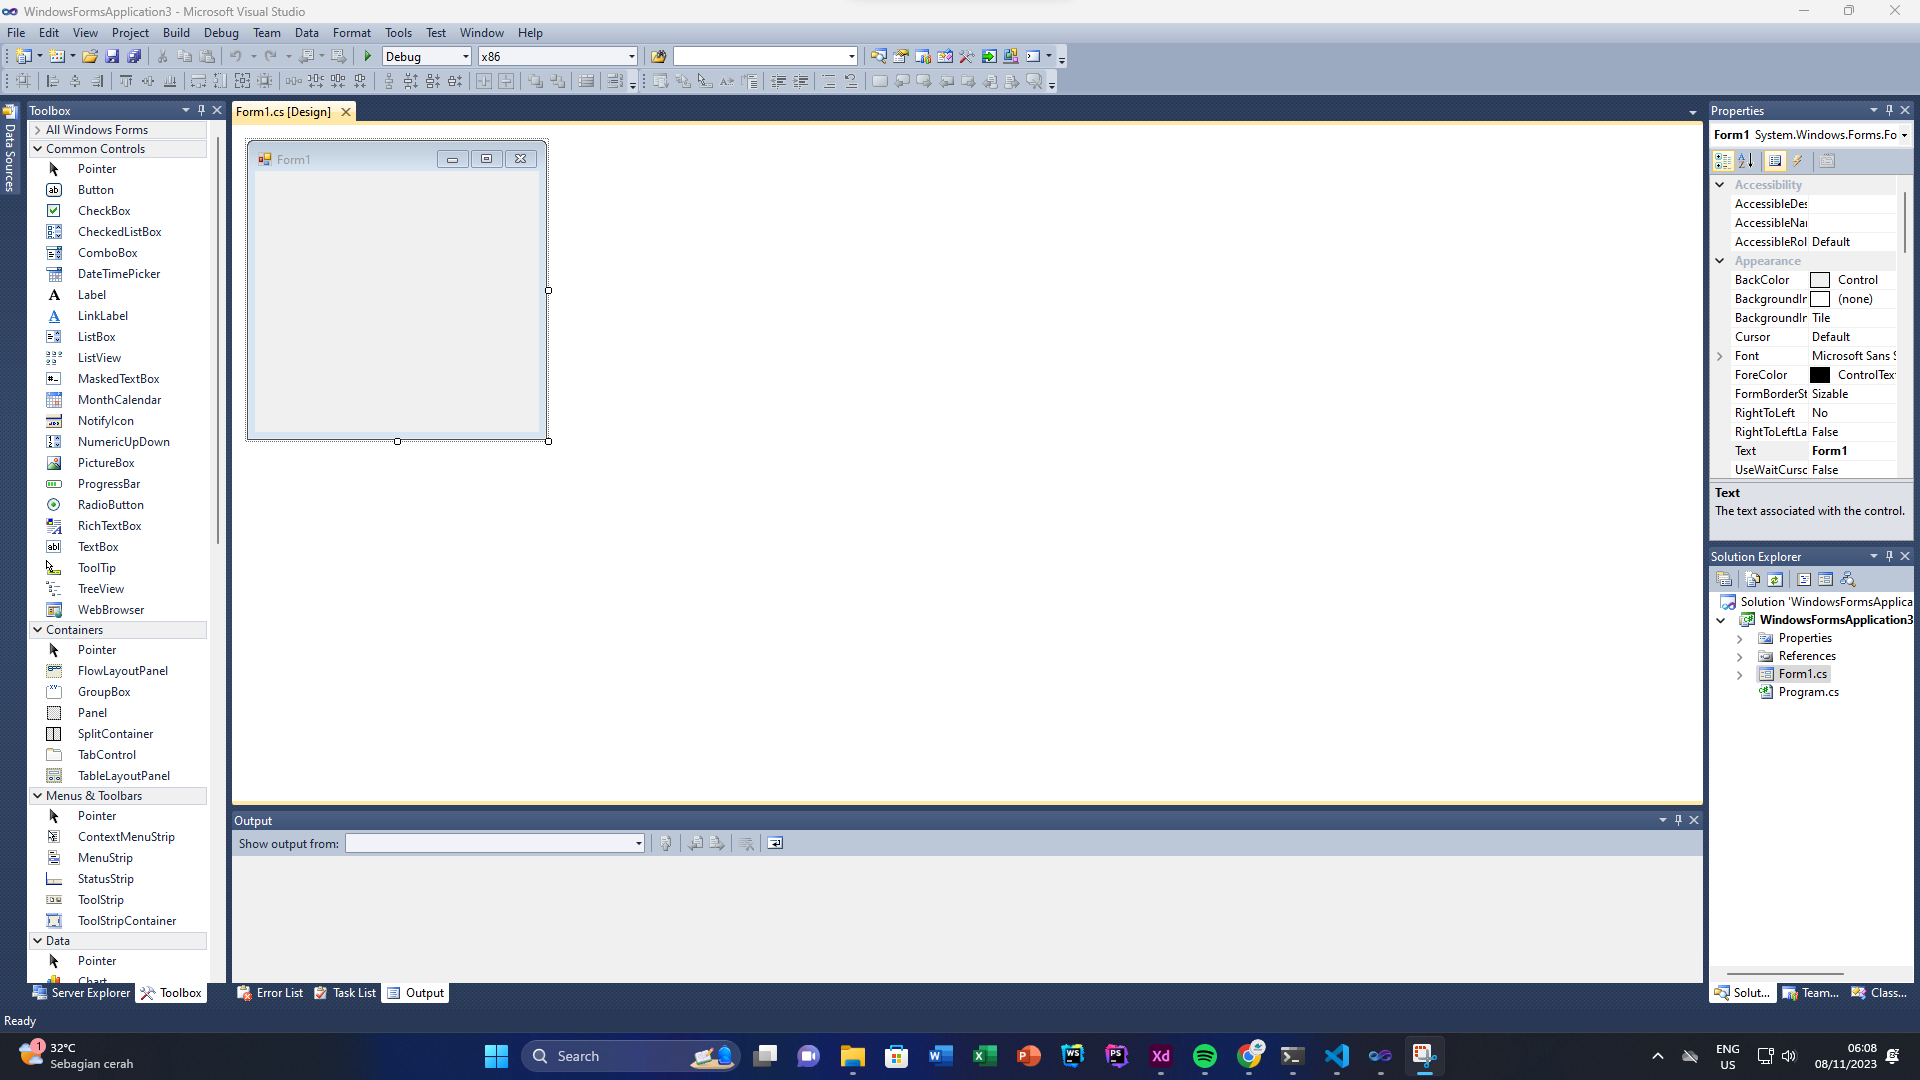 WindowsFormsApplication3 - Microsoft Visual Studio
File Edit View Project Build Debug Team Data Format Tools Test Window Help
Debug x86
Data Sources
Toolbox
All Windows Forms
Common Controls
Pointer
Button
CheckBox
CheckedListBox
ComboBox
DateTimePicker
Label
LinkLabel
ListBox
ListView
MaskedTextBox
MonthCalendar
NotifyIcon
NumericUpDown
PictureBox
ProgressBar
RadioButton
RichTextBox
TextBox
ToolTip
TreeView
WebBrowser
Containers
Pointer
FlowLayoutPanel
GroupBox
Panel
SplitContainer
TabControl
TableLayoutPanel
Menus & Toolbars
Pointer
ContextMenuStrip
MenuStrip
StatusStrip
ToolStrip
ToolStripContainer
Data
Pointer
Chart
Server Explorer Toolbox
Form1.cs [Design]
Form1
Output
Show output from:
Error List Task List Output
Properties
Form1 System.Windows.Forms.Fo
Accessibility
AccessibleDes
AccessibleNai
AccessibleRol Default
Appearance
BackColor Control
BackgroundIr (none)
BackgroundIr Tile
Cursor Default
Font Microsoft Sans S
ForeColor ControlTex
FormBorderSt Sizable
RightToLeft No
RightToLeftLa False
Text Form1
UseWaitCurso False
Text
The text associated with the control.
Solution Explorer
Solution 'WindowsFormsApplica
WindowsFormsApplication3
Properties
References
Form1.cs
Program.cs
Solut... Team... Class...
Ready
1
32°C
Sebagian cerah
Search
W X P WS PS Xd
ENG
US
06:08
08/11/2023